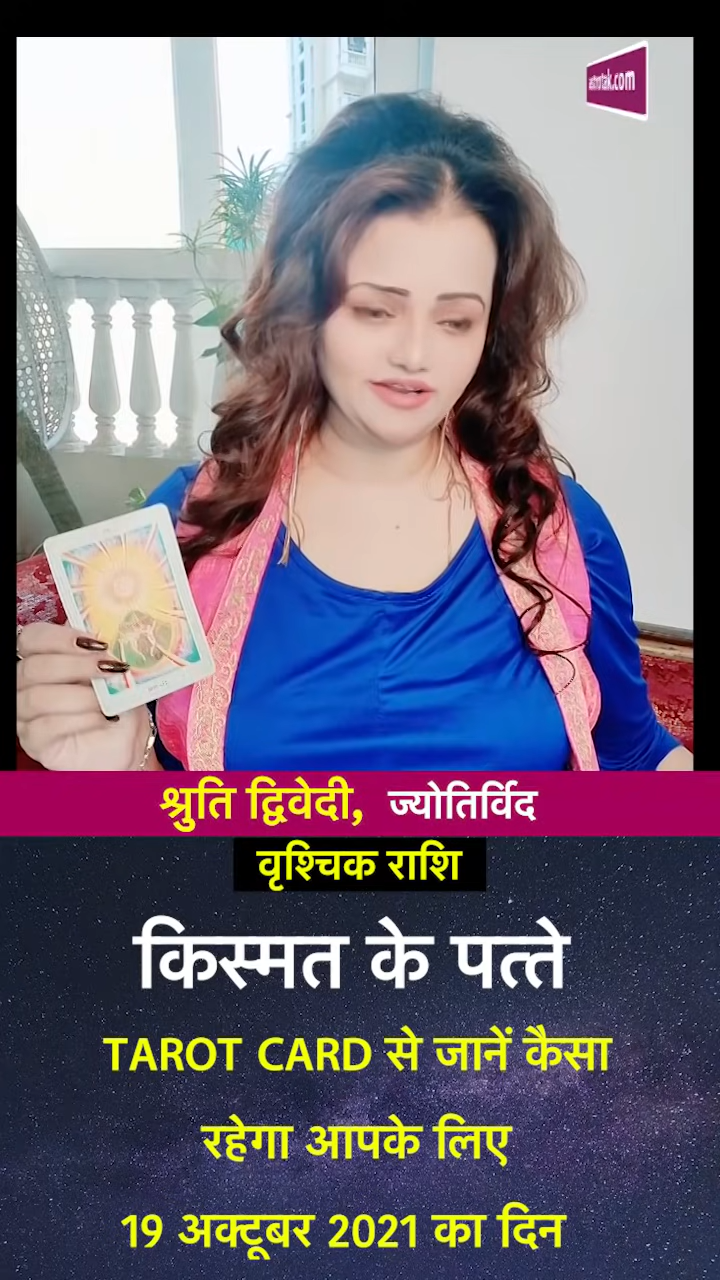 astrotak.com
श्रुति द्विवेदी, ज्योतिर्विद
वृश्चिक राशि
किस्मत के पत्ते
TAROT CARD से जानें कैसा
रहेगा आपके लिए
19 अक्टूबर 2021 का दिन